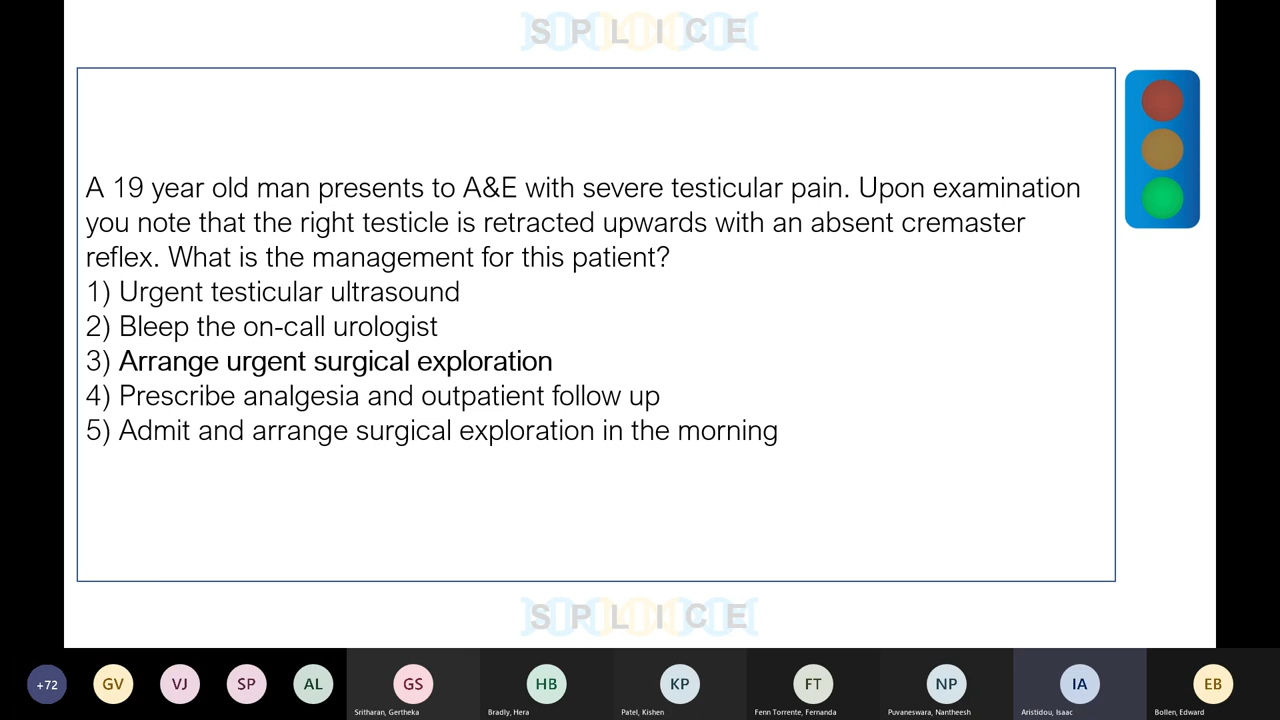 S P L I C E
A 19 year old man presents to A&E with severe testicular pain. Upon examination
you note that the right testicle is retracted upwards with an absent cremaster
reflex. What is the management for this patient?
1) Urgent testicular ultrasound
2) Bleep the on-call urologist
3) Arrange urgent surgical exploration
4) Prescribe analgesia and outpatient follow up
5) Admit and arrange surgical exploration in the morning
S P L I C E
+72 GV VJ SP AL GS HB KP FT NP IA EB
Sritharan, Gertheka Bradly, Hera Patel, Kishen Fenn Torrente, Fernanda Puvaneswara, Nantheesh Aristidou, Isaac Bollen, Edward